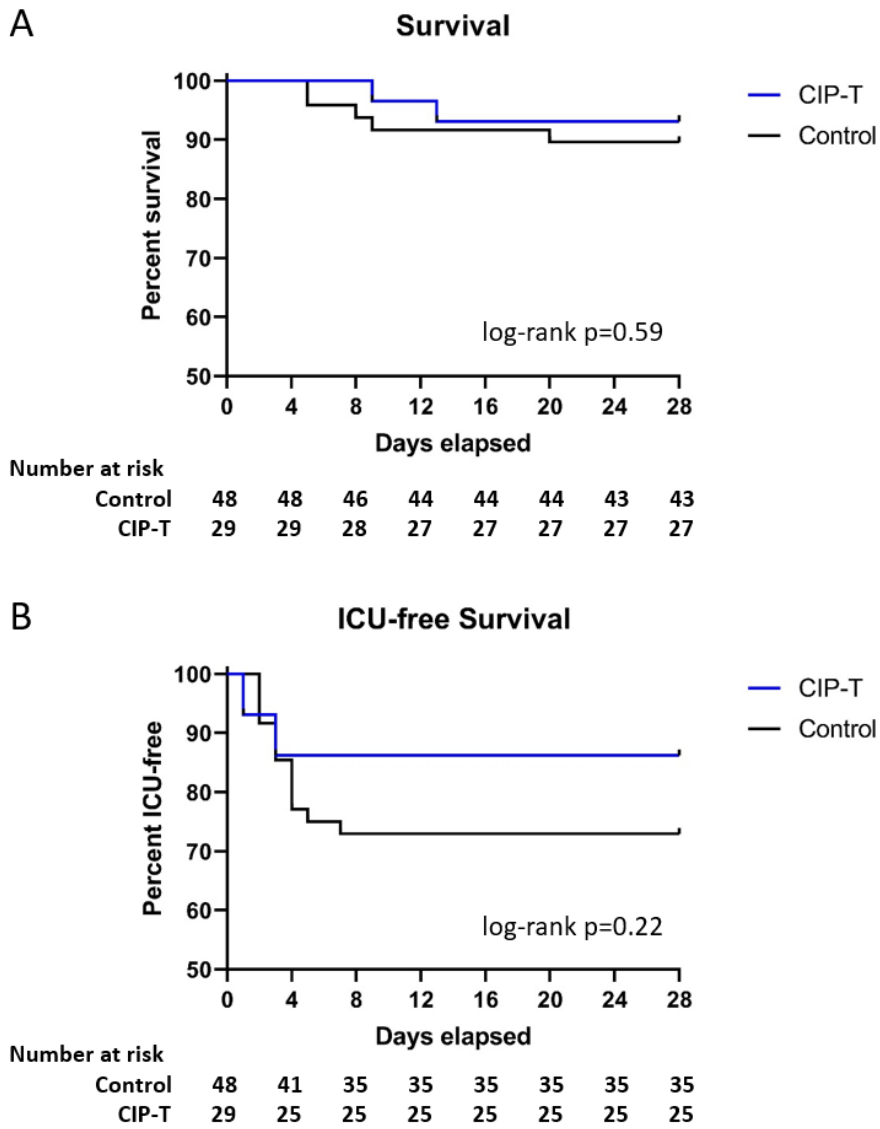 A
Survival
100
90
80
70
60
50
Percent survival
CIP-T
Control
log-rank p=0.59
0 4 8 12 16 20 24 28
Days elapsed
Number at risk
Control 48 48 46 44 44 44 43 43
CIP-T 29 29 28 27 27 27 27 27
B
ICU-free Survival
100
90
80
70
60
50
Percent ICU-free
CIP-T
Control
log-rank p=0.22
0 4 8 12 16 20 24 28
Days elapsed
Number at risk
Control 48 41 35 35 35 35 35 35
CIP-T 29 25 25 25 25 25 25 25